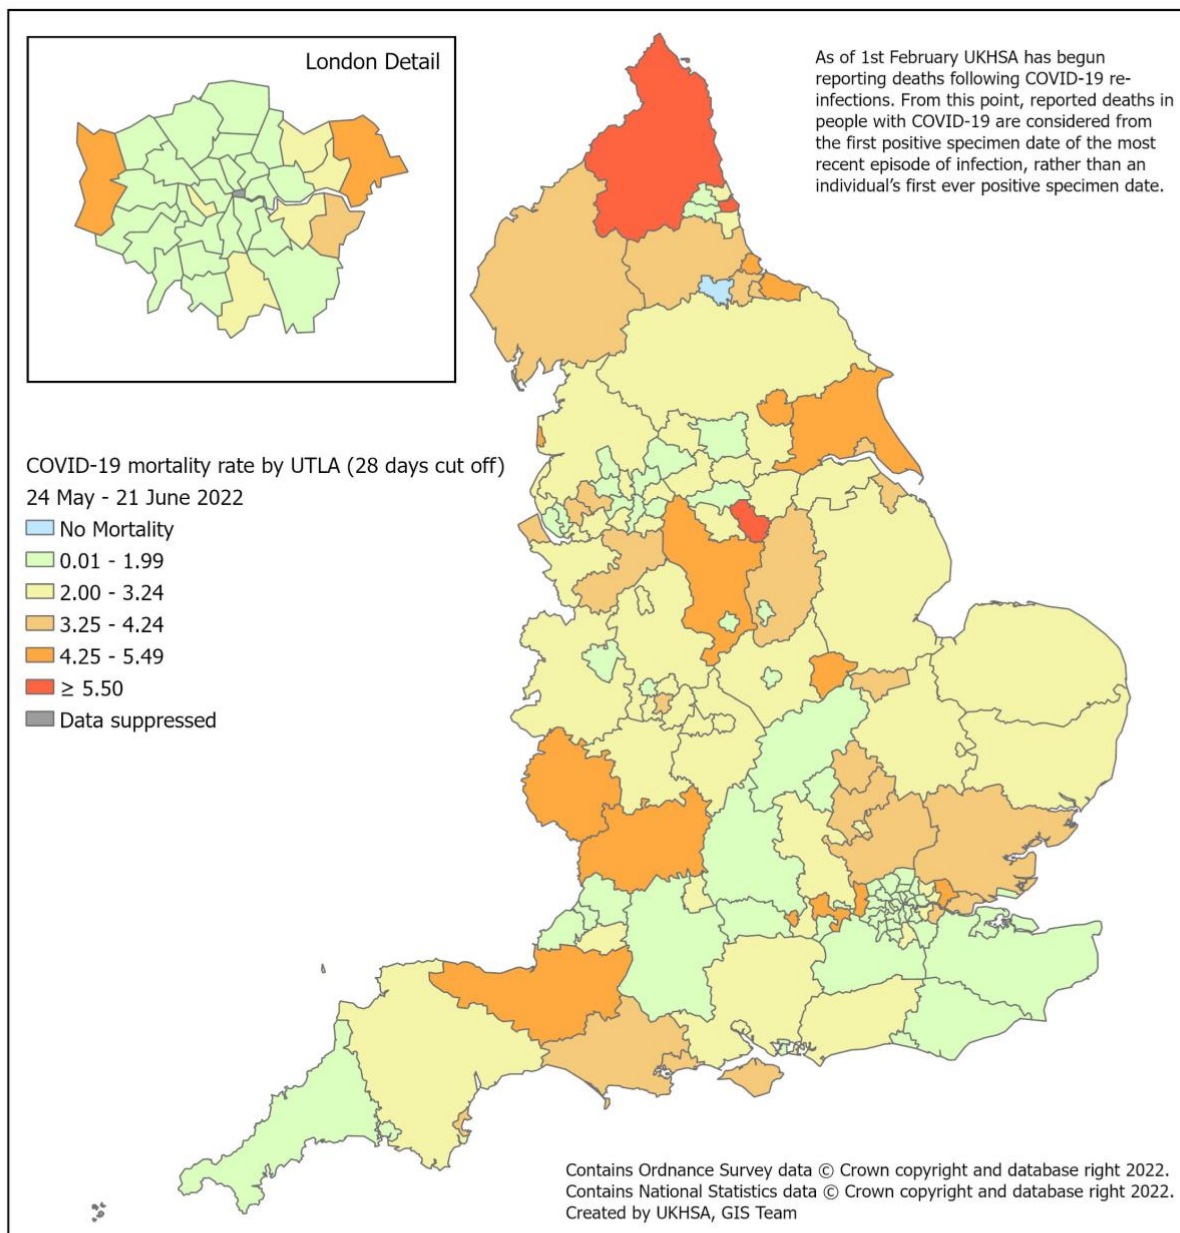 London Detail
As of 1st February UKHSA has begun
reporting deaths following COVID-19 re-
infections. From this point, reported deaths in
people with COVID-19 are considered from
the first positive specimen date of the most
recent episode of infection, rather than an
individual's first ever positive specimen date.
COVID-19 mortality rate by UTLA (28 days cut off)
24 May - 21 June 2022
No Mortality
0.01 - 1.99
2.00 - 3.24
3.25 - 4.24
4.25 - 5.49
≥ 5.50
Data suppressed
Contains Ordnance Survey data © Crown copyright and database right 2022.
Contains National Statistics data © Crown copyright and database right 2022.
Created by UKHSA, GIS Team